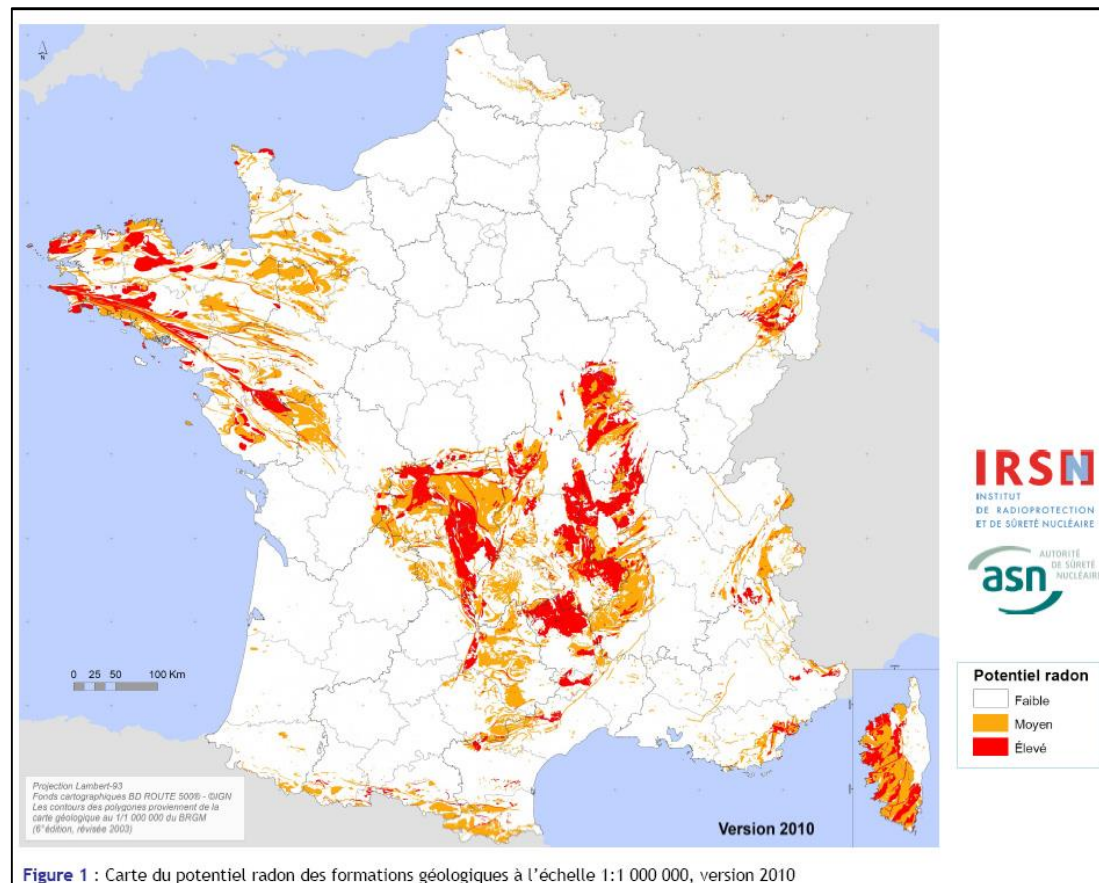 N
0 25 50 100 Km
Projection Lambert-93
Fonds cartographiques BD ROUTE 500® - ©IGN
Les contours des polygones proviennent de la
carte géologique au 1/1 000 000 du BRGM
(6°édition, révisée 2003)
Version 2010
IRSN
INSTITUT
DE RADIOPROTECTION
ET DE SÛRETÉ NUCLÉAIRE
asn
AUTORITÉ
DE SÛRETÉ
NUCLÉAIRE
Potentiel radon
Faible
Moyen
Élevé
Figure 1 : Carte du potentiel radon des formations géologiques à l'échelle 1:1 000 000, version 2010